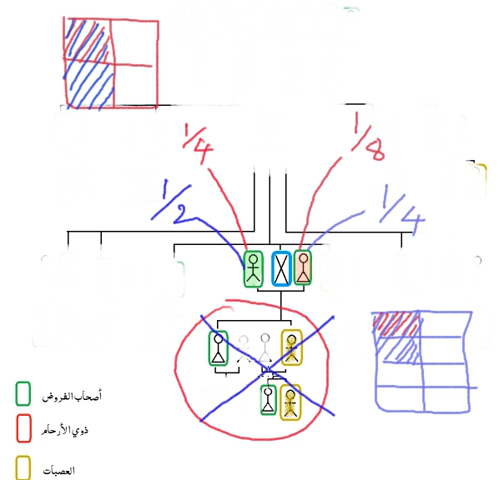 1/4
1/8
1/2
1/4
أصحاب الفروض
ذوي الأرحام
العصبات